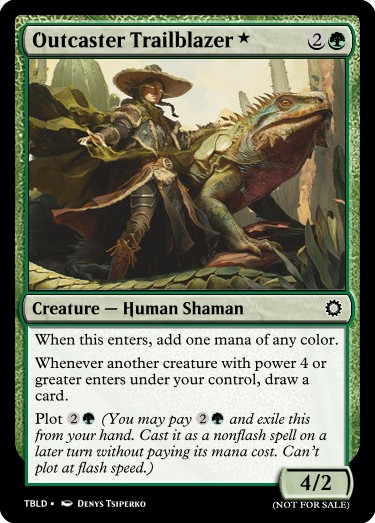 Outcaster Trailblazer ★ 2
Creature — Human Shaman
When this enters, add one mana of any color.
Whenever another creature with power 4 or
greater enters under your control, draw a
card.
Plot 2 (You may pay 2 and exile this
from your hand. Cast it as a nonflash spell on a
later turn without paying its mana cost. Can't
plot at flash speed.)
4/2
TBLD • Denys Tsiperko
(NOT FOR SALE)